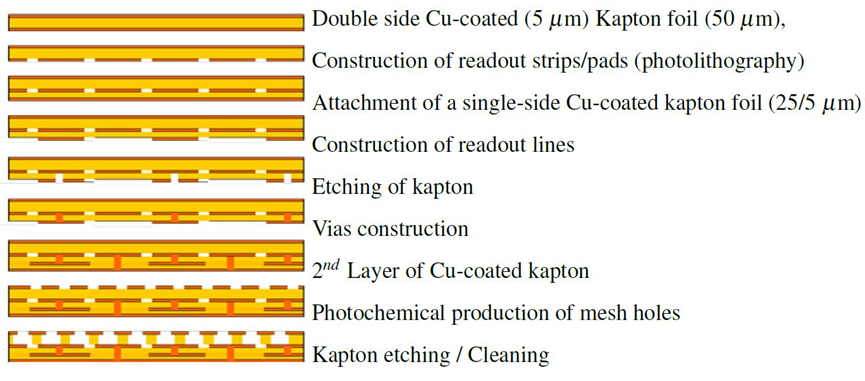 Double side Cu-coated (5 μm) Kapton foil (50 μm),
Construction of readout strips/pads (photolithography)
Attachment of a single-side Cu-coated kapton foil (25/5 μm)
Construction of readout lines
Etching of kapton
Vias construction
2nd Layer of Cu-coated kapton
Photochemical production of mesh holes
Kapton etching / Cleaning